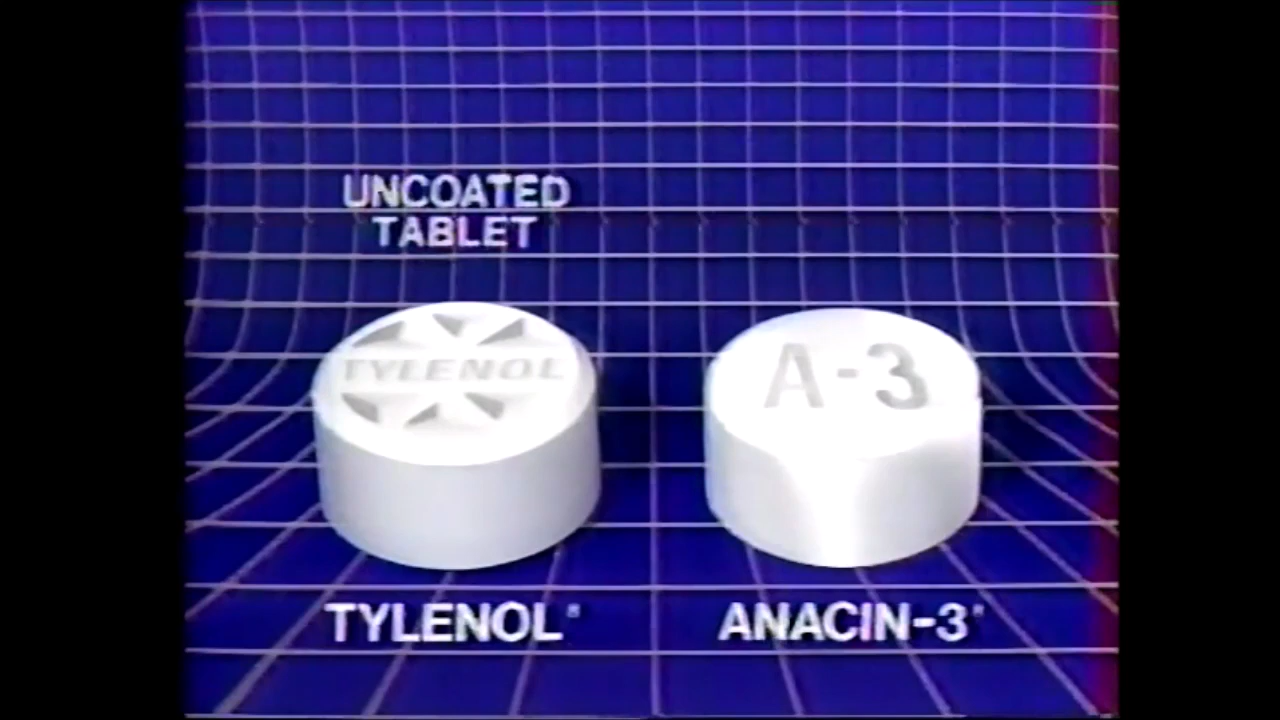 UNCOATED
TABLET
TYLENOL
A-3
TYLENOL
ANACIN-3